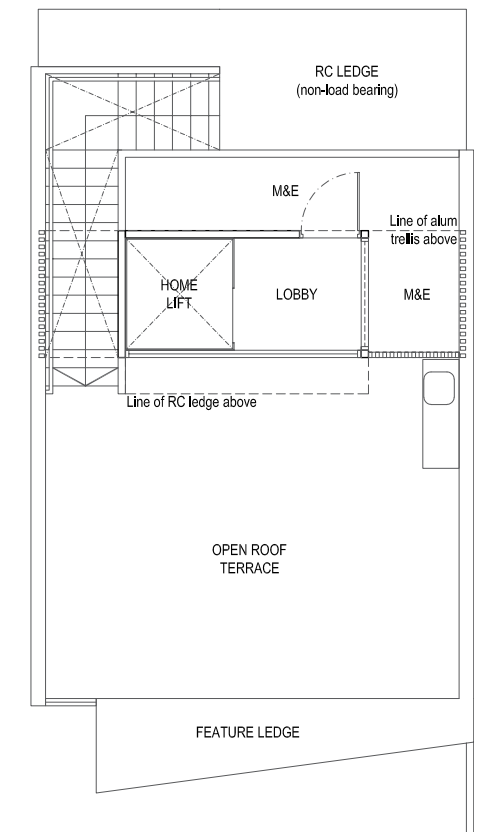 RC LEDGE
(non-load bearing)
M&E
Line of alum
trellis above
HOME
LIFT
LOBBY
M&E
Line of RC ledge above
OPEN ROOF
TERRACE
FEATURE LEDGE